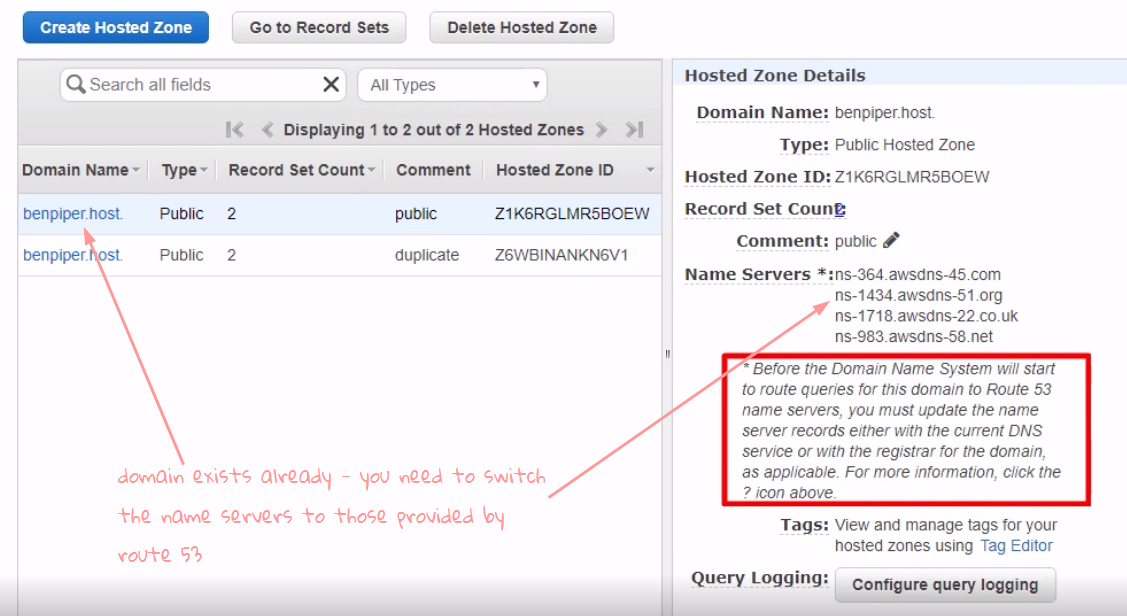 Create Hosted Zone Go to Record Sets Delete Hosted Zone
Search all fields All Types
Displaying 1 to 2 out of 2 Hosted Zones
Domain Name Type Record Set Count Comment Hosted Zone ID
benpiper.host. Public 2 public Z1K6RGLMR5BOEW
benpiper.host. Public 2 duplicate Z6WBINANKN6V1
domain exists already - you need to switch
the name servers to those provided by
route 53
Hosted Zone Details
Domain Name: benpiper.host.
Type: Public Hosted Zone
Hosted Zone ID: Z1K6RGLMR5BOEW
Record Set Count: 2
Comment: public
Name Servers *: ns-364.awsdns-45.com
ns-1434.awsdns-51.org
ns-1718.awsdns-22.co.uk
ns-983.awsdns-58.net
* Before the Domain Name System will start
to route queries for this domain to Route 53
name servers, you must update the name
server records either with the current DNS
service or with the registrar for the domain,
as applicable. For more information, click the
? icon above.
Tags: View and manage tags for your
hosted zones using Tag Editor
Query Logging: Configure query logging